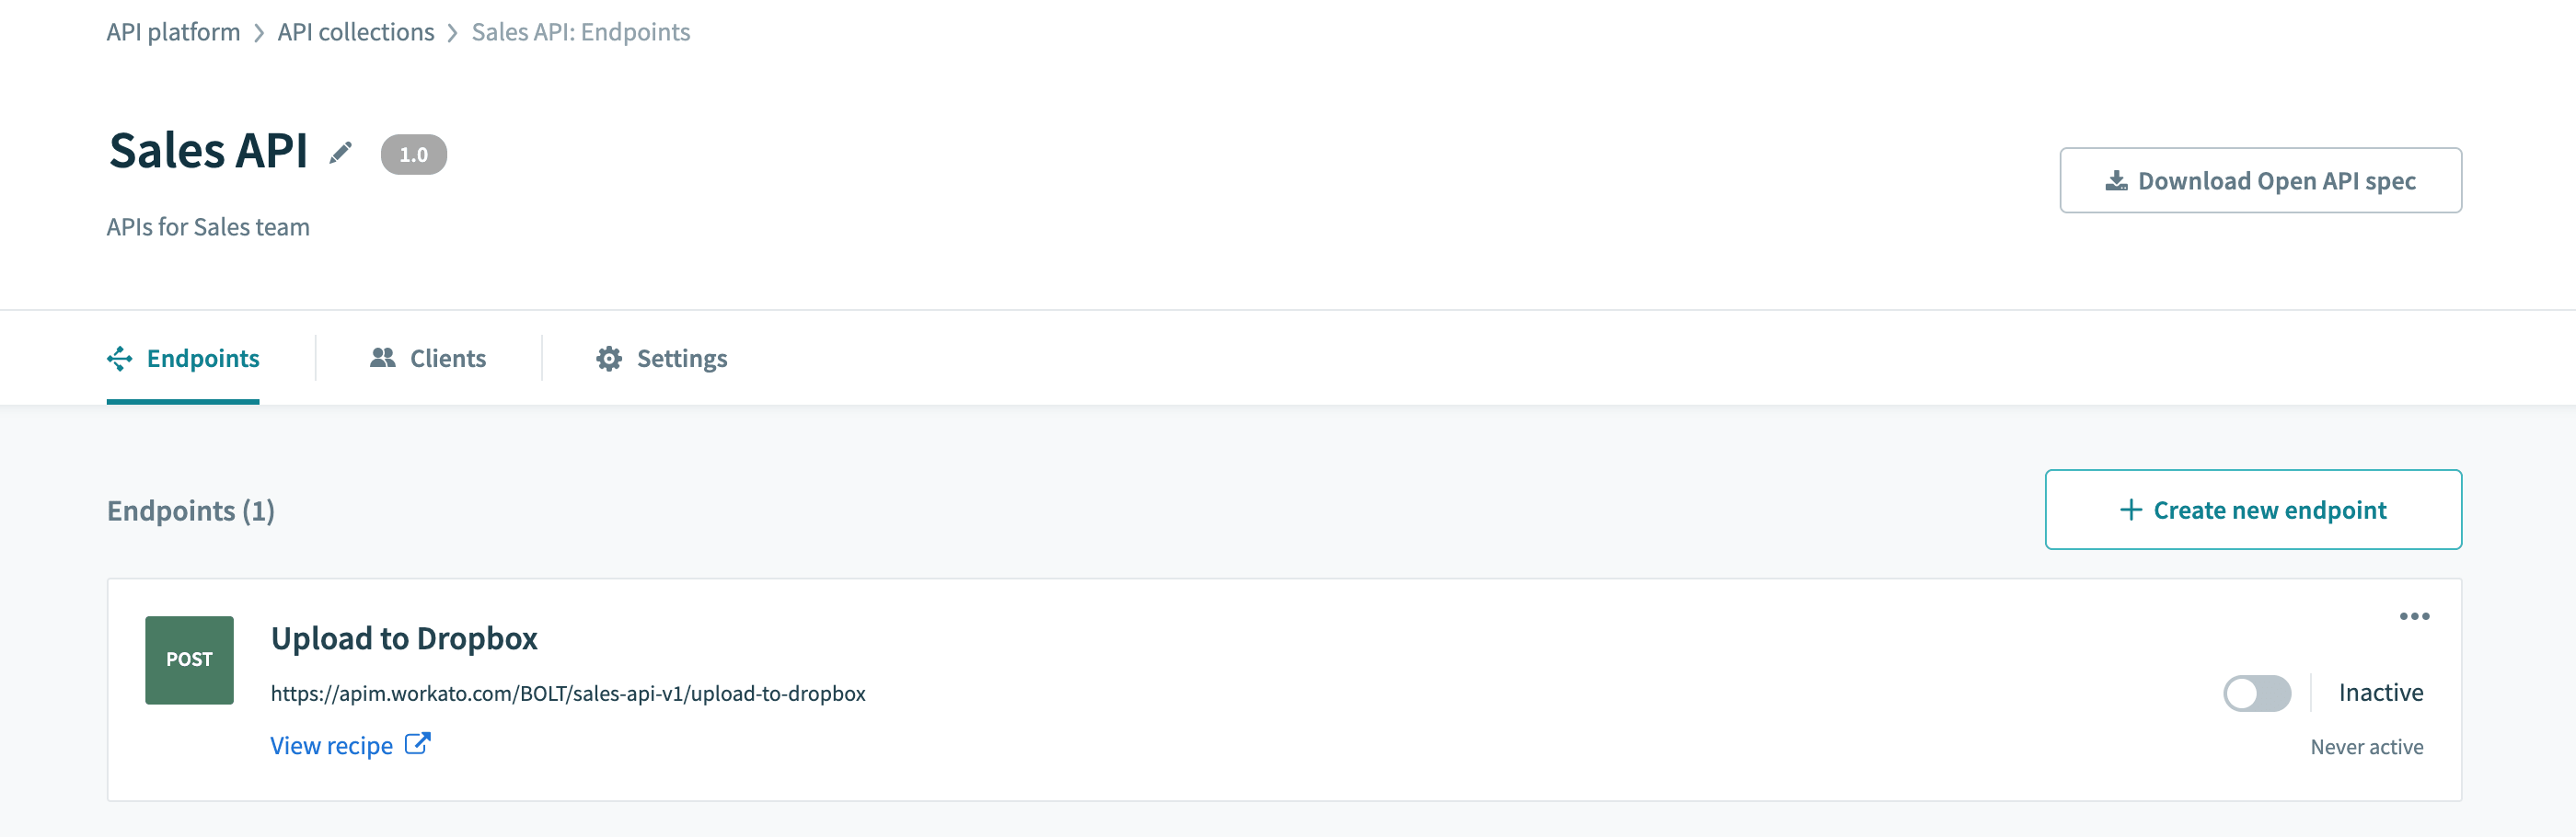 API platform > API collections > Sales API: Endpoints
Sales API 1.0
Download Open API spec
APIs for Sales team
Endpoints Clients Settings
Endpoints (1)
+ Create new endpoint
POST
Upload to Dropbox
https://apim.workato.com/BOLT/sales-api-v1/upload-to-dropbox
Inactive
View recipe
Never active